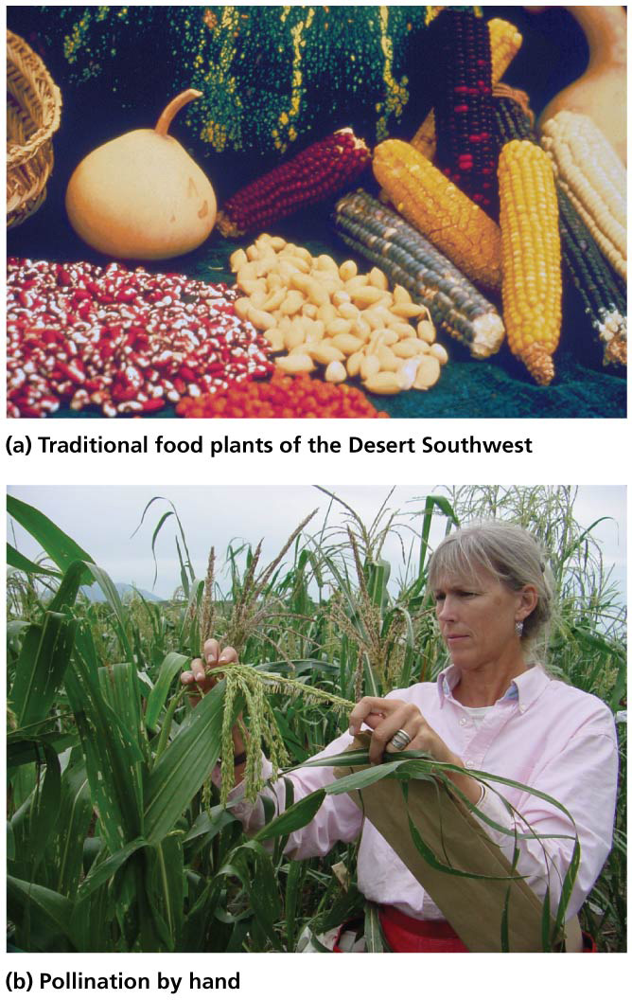 (a) Traditional food plants of the Desert Southwest
(b) Pollination by hand